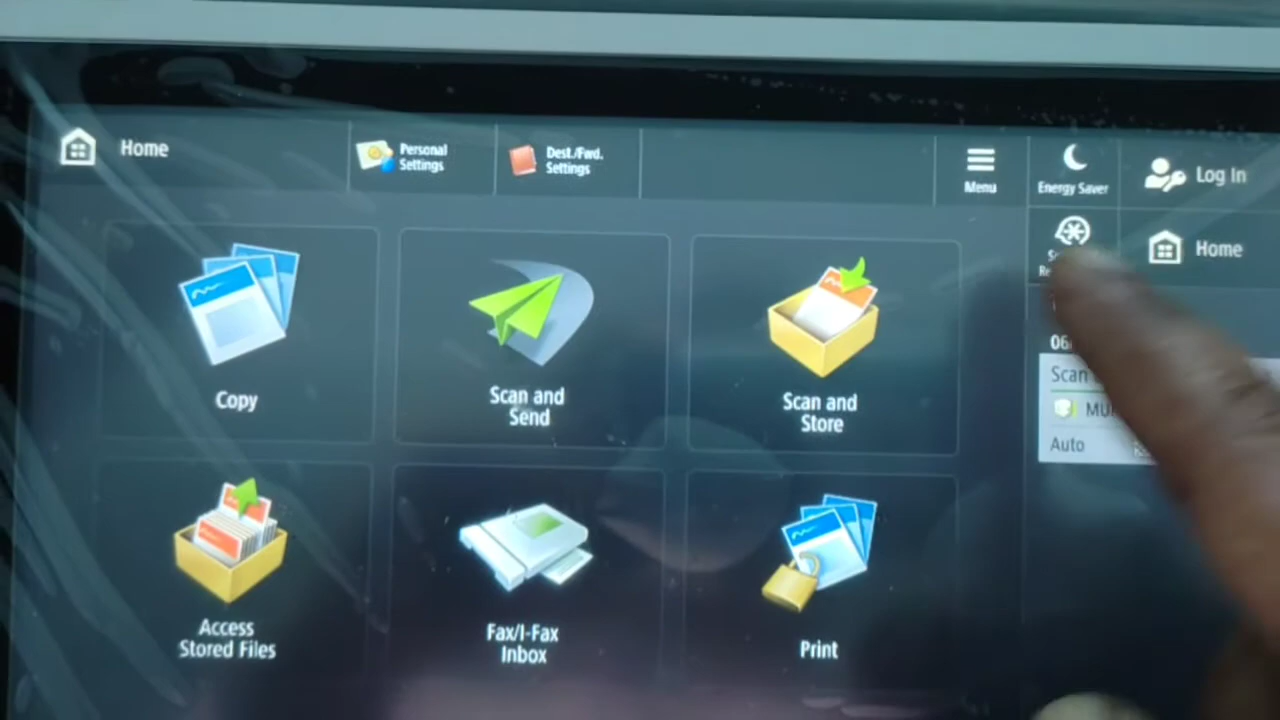 Home
Personal
Settings
Dest./Fwd.
Settings
Menu
Energy Saver
Log In
Home
Copy
Scan and
Send
Scan and
Store
Scan
Auto
Access
Stored Files
Fax/I-Fax
Inbox
Print